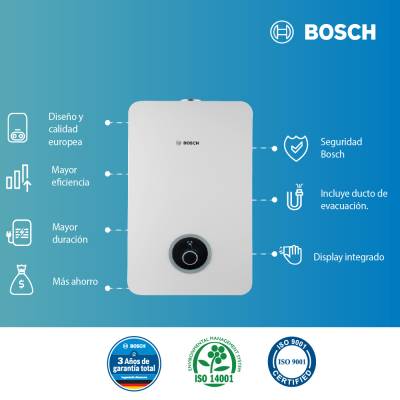 BOSCH
Diseño y
calidad
europea
Mayor
eficiencia
Mayor
duración
Más ahorro
BOSCH
Seguridad
Bosch
Incluye ducto de
evacuación.
Display integrado
BOSCH
3 Años de
garantía total
ENVIRONMENTAL MANAGEMENT SYSTEM
ISO 14001
ISO 9001
ISO 9001
CERTIFIED